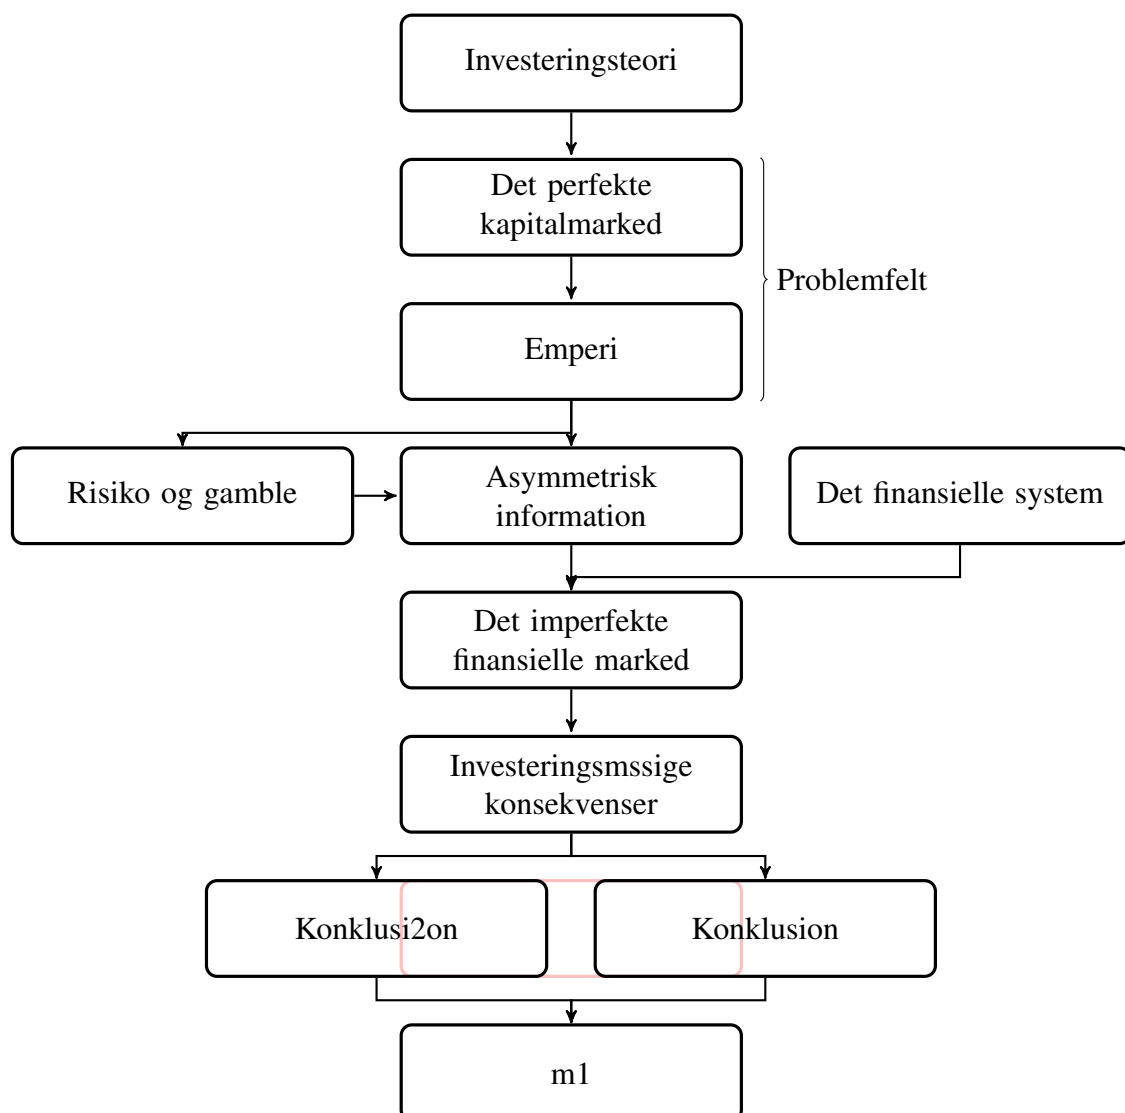 Investeringsteori
Det perfekte
kapitalmarked
Problemfelt
Emperi
Risiko og gamble
Asymmetrisk
information
Det finansielle system
Det imperfekte
finansielle marked
Investeringsmssige
konsekvenser
Konklusi2on
Konklusion
m1